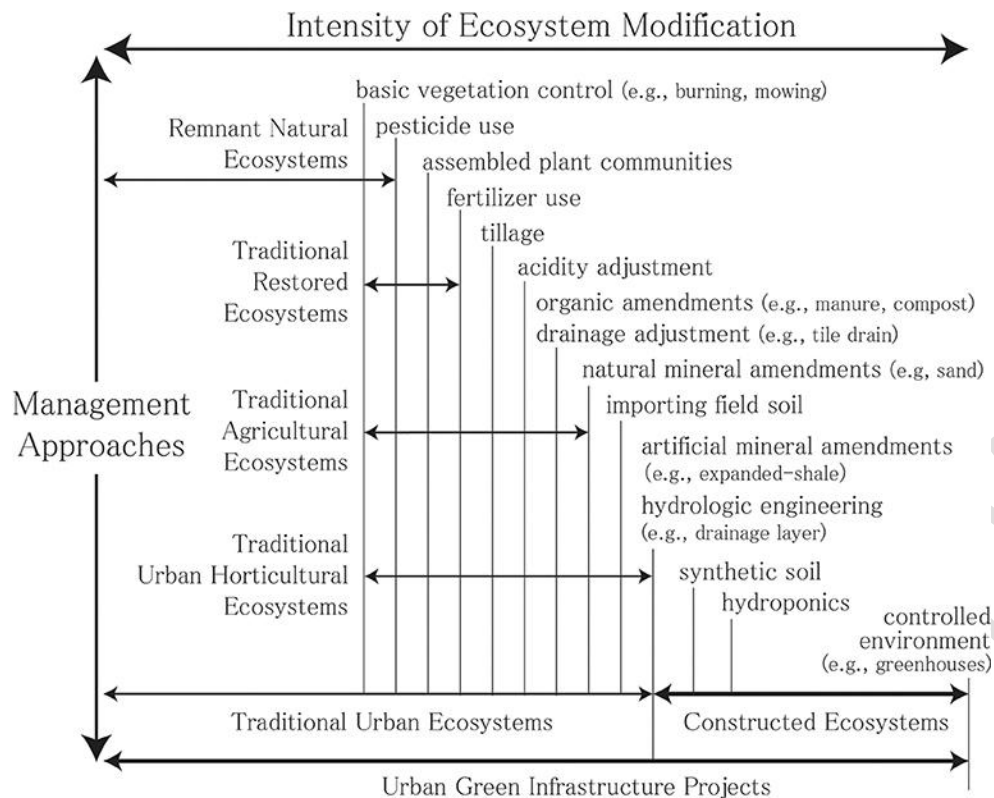 Intensity of Ecosystem Modification
basic vegetation control (e.g., burning, mowing)
Remnant Natural
Ecosystems
pesticide use
assembled plant communities
fertilizer use
tillage
Traditional
Restored
Ecosystems
acidity adjustment
organic amendments (e.g., manure, compost)
drainage adjustment (e.g., tile drain)
natural mineral amendments (e.g, sand)
Management
Approaches
Traditional
Agricultural
Ecosystems
importing field soil
artificial mineral amendments
(e.g., expanded-shale)
hydrologic engineering
(e.g., drainage layer)
Traditional
Urban Horticultural
Ecosystems
synthetic soil
hydroponics
controlled
environment
(e.g., greenhouses)
Traditional Urban Ecosystems
Constructed Ecosystems
Urban Green Infrastructure Projects